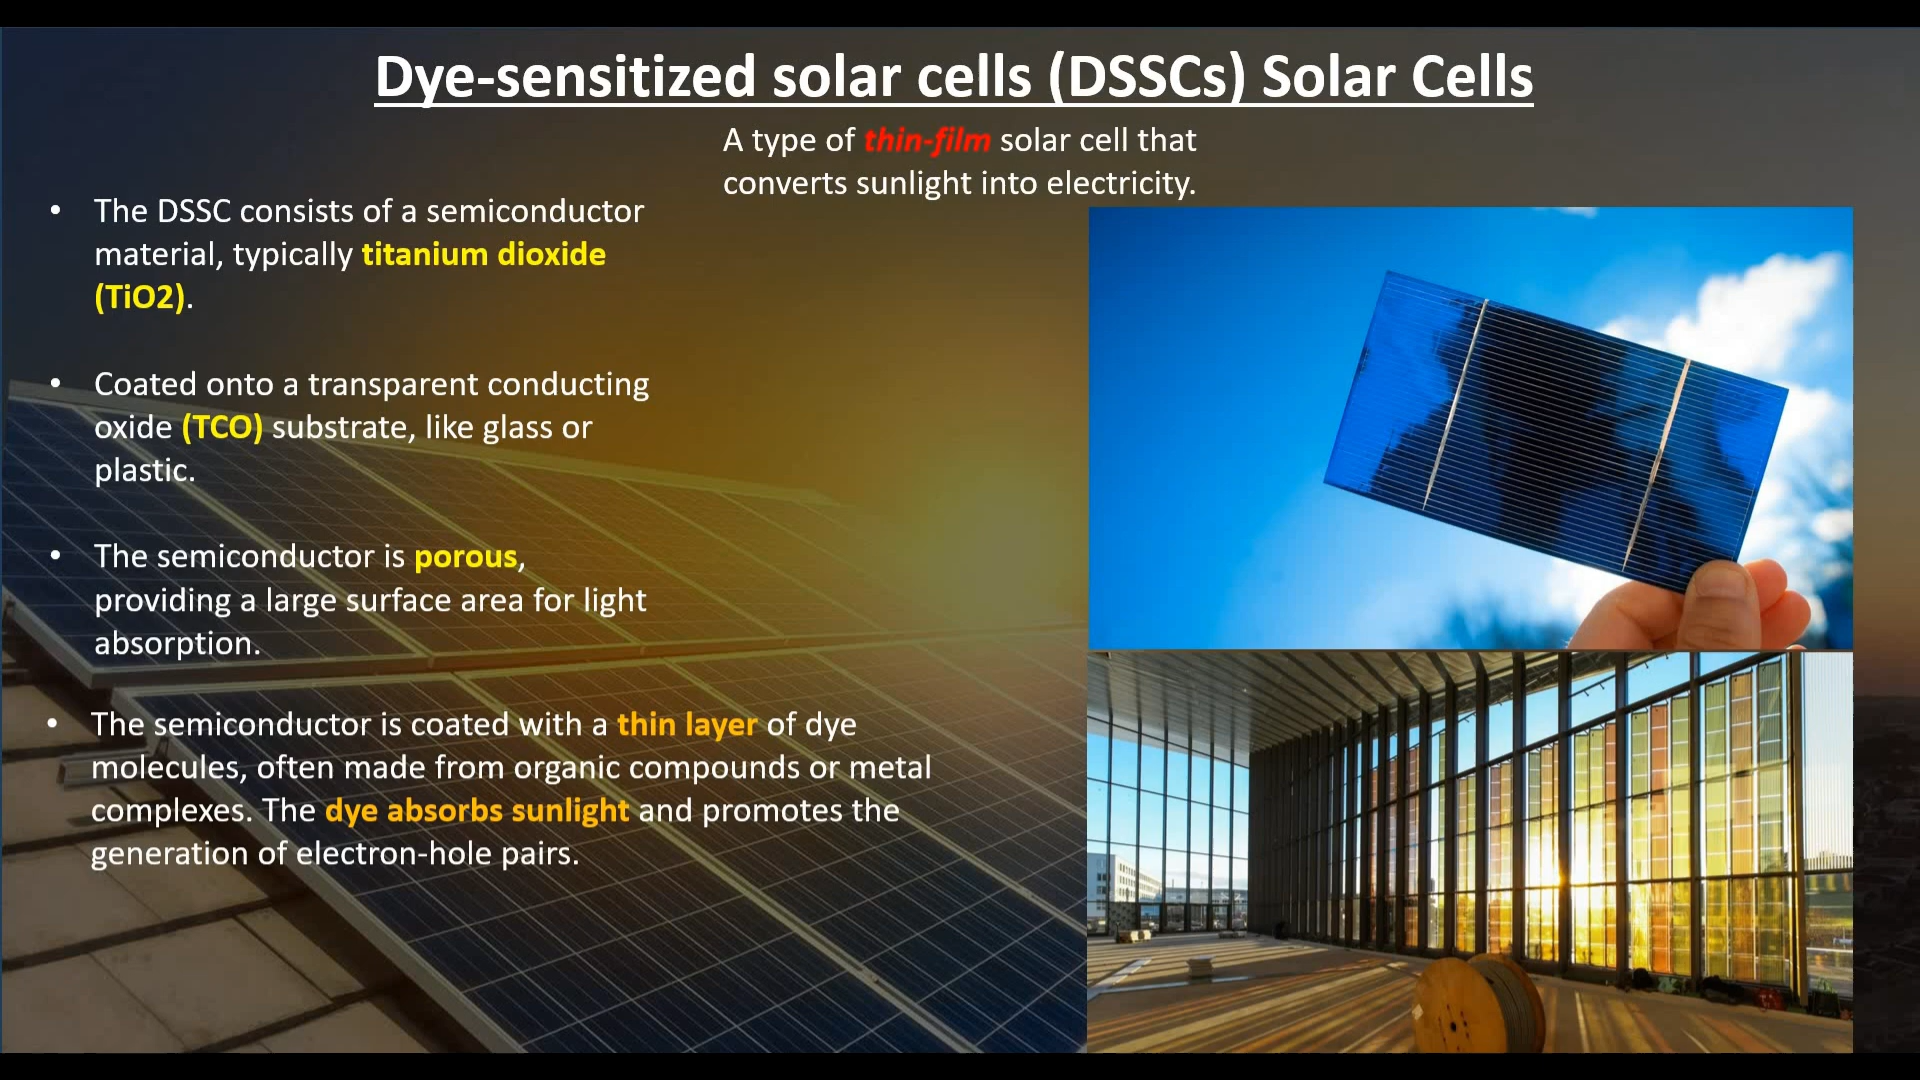 Dye-sensitized solar cells (DSSCs) Solar Cells
A type of thin-film solar cell that
converts sunlight into electricity.
• The DSSC consists of a semiconductor
material, typically titanium dioxide
(TiO2).
• Coated onto a transparent conducting
oxide (TCO) substrate, like glass or
plastic.
• The semiconductor is porous,
providing a large surface area for light
absorption.
• The semiconductor is coated with a thin layer of dye
molecules, often made from organic compounds or metal
complexes. The dye absorbs sunlight and promotes the
generation of electron-hole pairs.